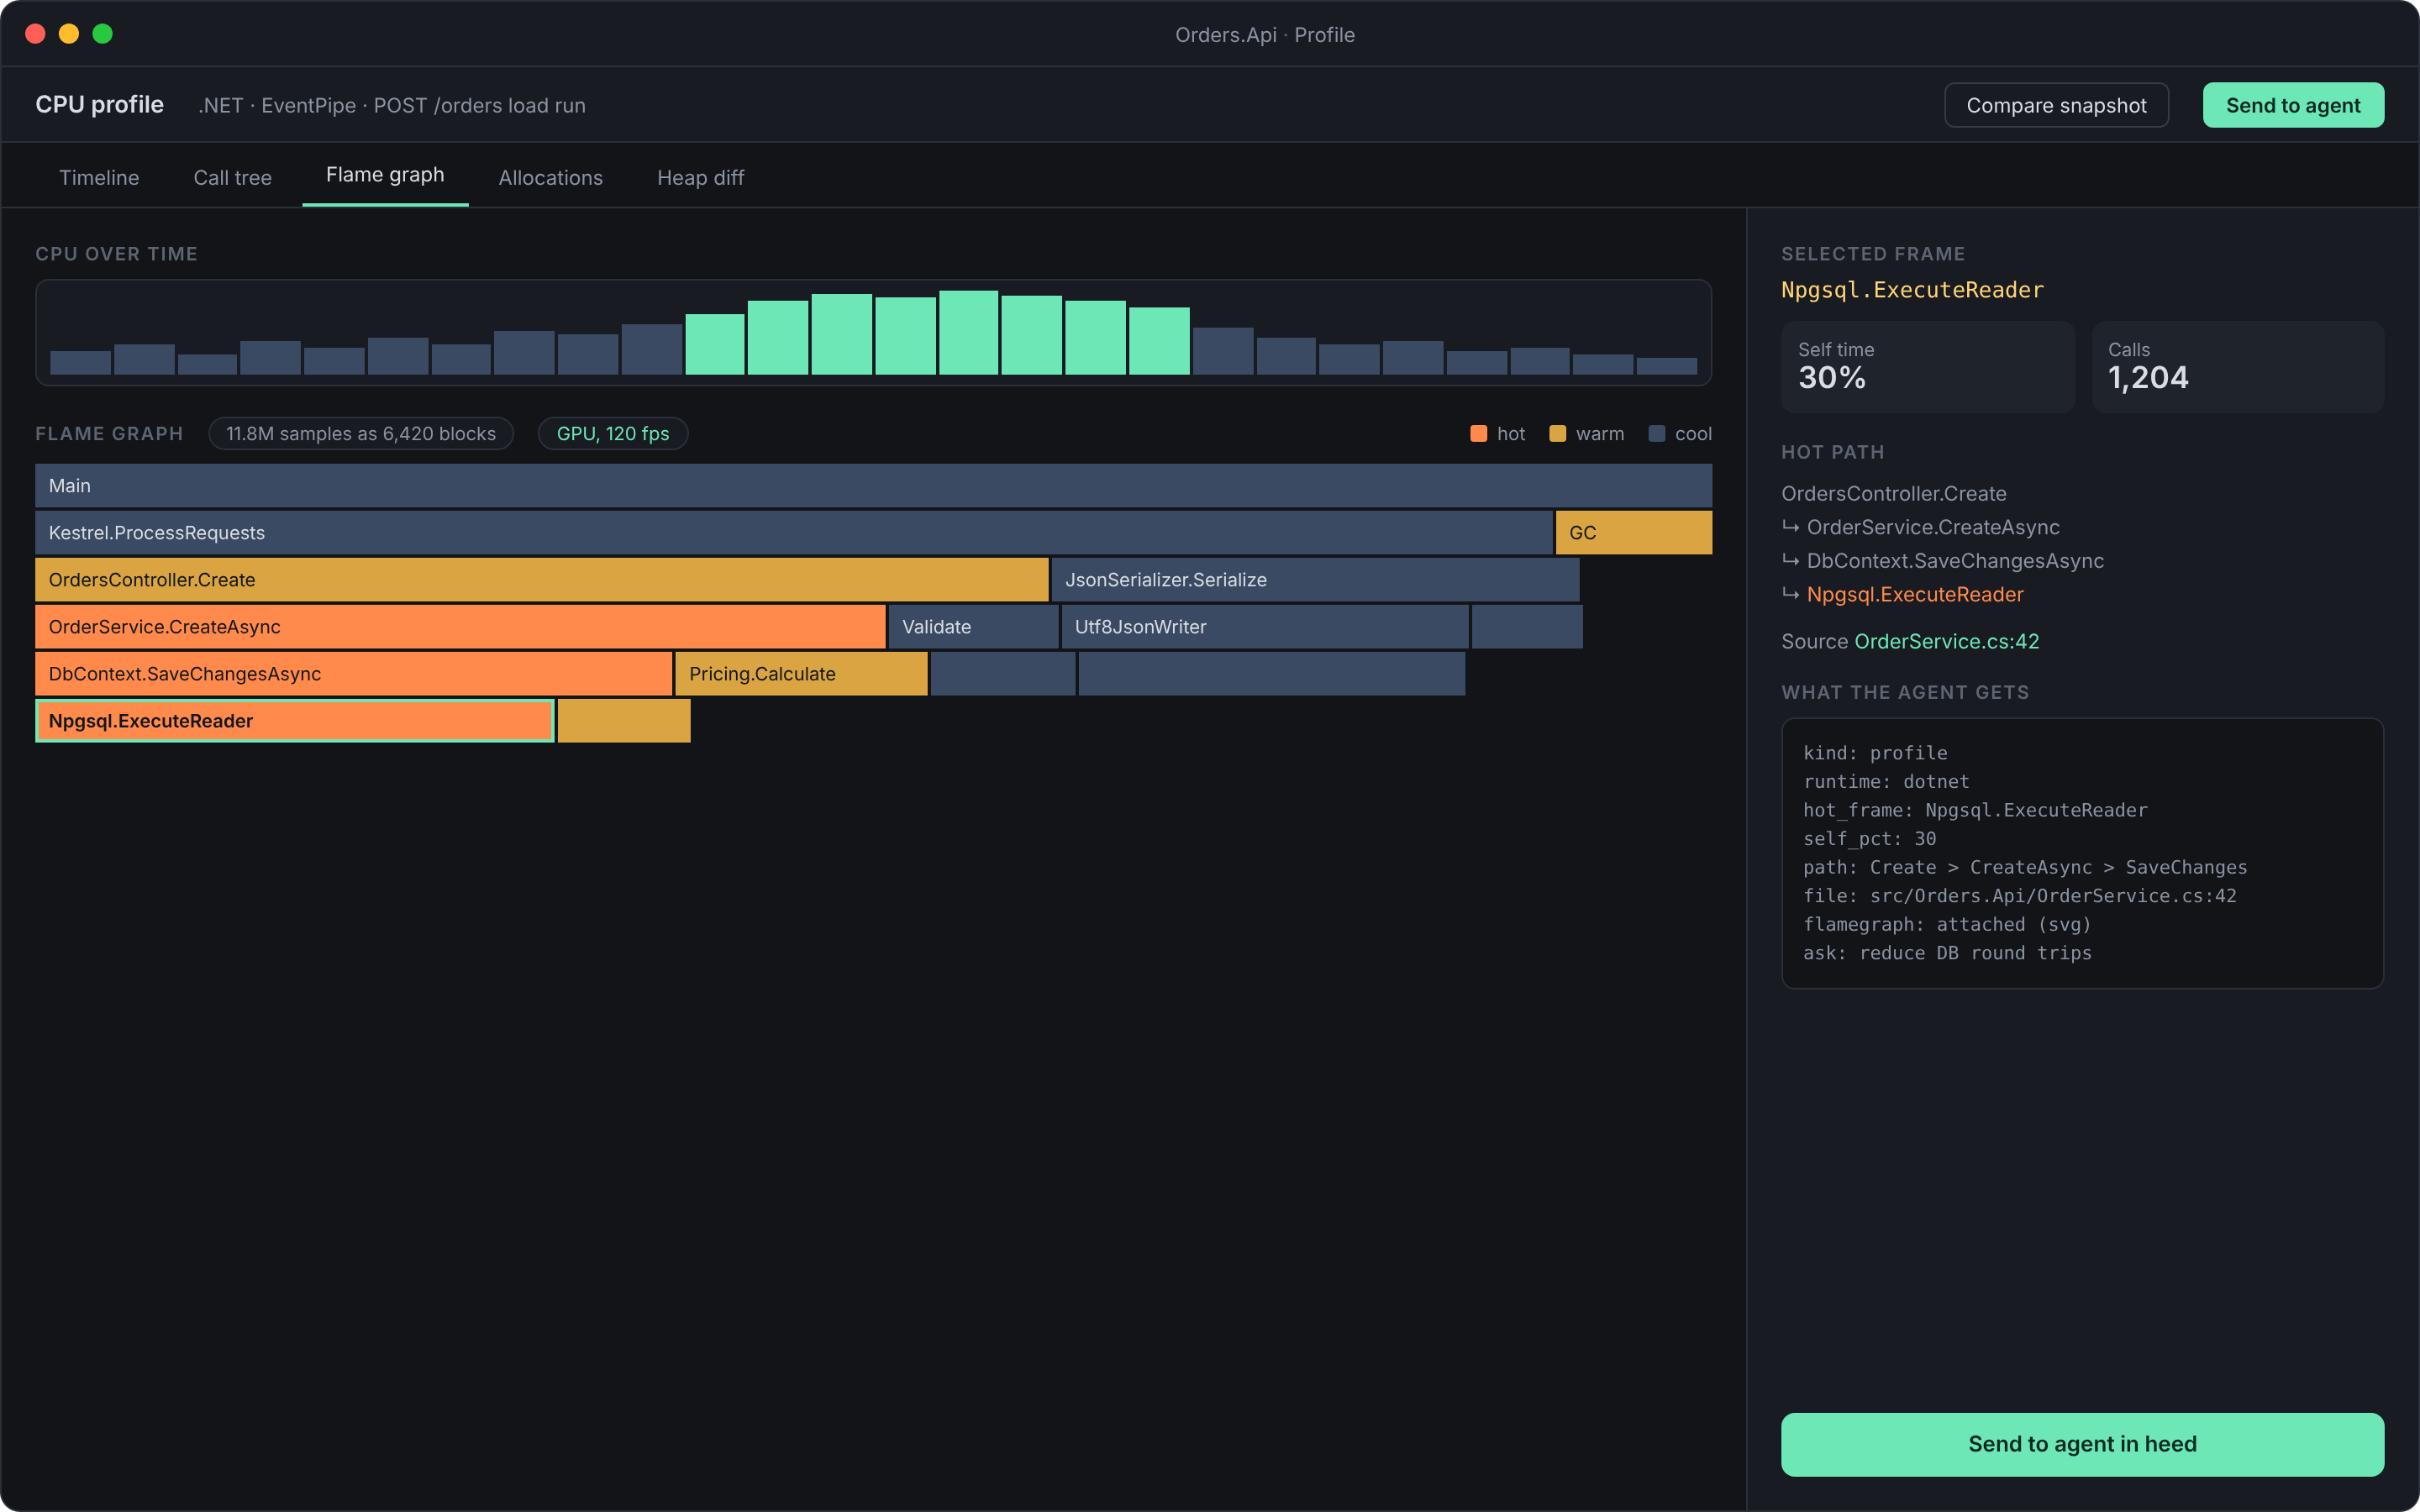 Orders.Api · Profile
CPU profile
.NET · EventPipe · POST /orders load run
Compare snapshot
Send to agent
Timeline
Call tree
Flame graph
Allocations
Heap diff
CPU OVER TIME
FLAME GRAPH
11.8M samples as 6,420 blocks
GPU, 120 fps
hot
warm
cool
Main
Kestrel.ProcessRequests
GC
OrdersController.Create
JsonSerializer.Serialize
OrderService.CreateAsync
Validate
Utf8JsonWriter
DbContext.SaveChangesAsync
Pricing.Calculate
Npgsql.ExecuteReader
SELECTED FRAME
Npgsql.ExecuteReader
Self time
30%
Calls
1,204
HOT PATH
OrdersController.Create
↳ OrderService.CreateAsync
↳ DbContext.SaveChangesAsync
↳ Npgsql.ExecuteReader
Source OrderService.cs:42
WHAT THE AGENT GETS
kind: profile
runtime: dotnet
hot_frame: Npgsql.ExecuteReader
self_pct: 30
path: Create > CreateAsync > SaveChanges
file: src/Orders.Api/OrderService.cs:42
flamegraph: attached (svg)
ask: reduce DB round trips
Send to agent in heed